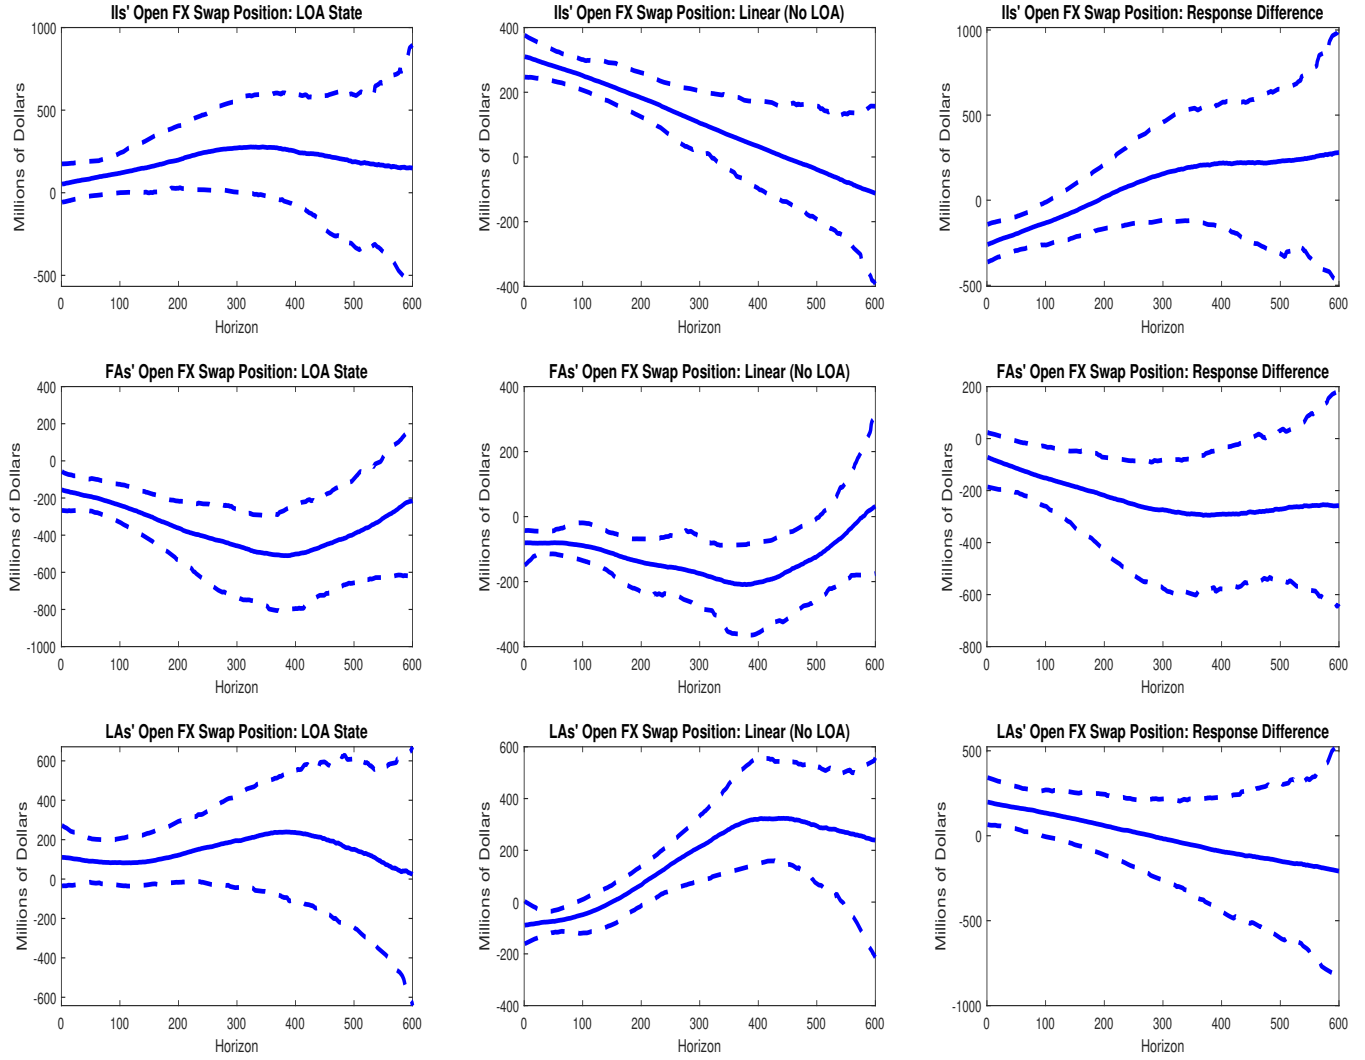 IIs' Open FX Swap Position: LOA State
Millions of Dollars
1000
500
0
-500
0 100 200 300 400 500 600
Horizon
IIs' Open FX Swap Position: Linear (No LOA)
Millions of Dollars
400
200
0
-200
-400
0 100 200 300 400 500 600
Horizon
IIs' Open FX Swap Position: Response Difference
Millions of Dollars
1000
500
0
-500
0 100 200 300 400 500 600
Horizon
FAs' Open FX Swap Position: LOA State
Millions of Dollars
400
200
0
-200
-400
-600
-800
-1000
0 100 200 300 400 500 600
Horizon
FAs' Open FX Swap Position: Linear (No LOA)
Millions of Dollars
400
200
0
-200
-400
0 100 200 300 400 500 600
Horizon
FAs' Open FX Swap Position: Response Difference
Millions of Dollars
200
0
-200
-400
-600
-800
0 100 200 300 400 500 600
Horizon
LAs' Open FX Swap Position: LOA State
Millions of Dollars
600
400
200
0
-200
-400
-600
0 100 200 300 400 500 600
Horizon
LAs' Open FX Swap Position: Linear (No LOA)
Millions of Dollars
600
400
200
0
-200
-400
0 100 200 300 400 500 600
Horizon
LAs' Open FX Swap Position: Response Difference
Millions of Dollars
500
0
-500
-1000
0 100 200 300 400 500 600
Horizon